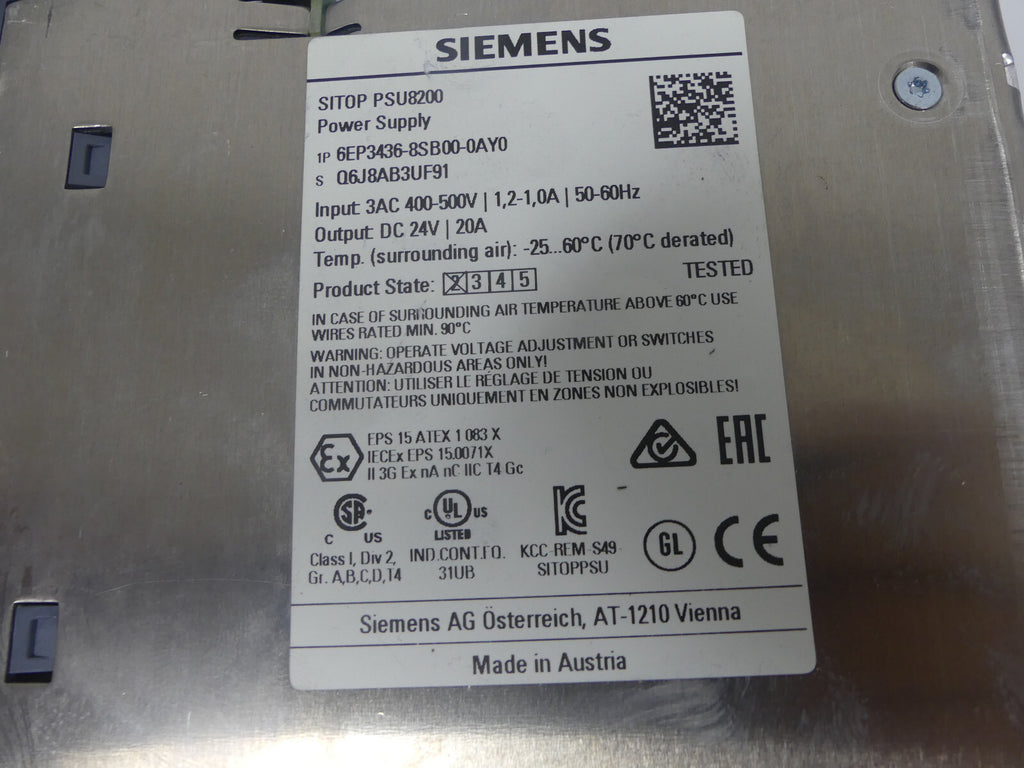 SIEMENS
SITOP PSU8200
Power Supply
1P 6EP3436-8SB00-0AY0
S Q6J8AB3UF91
Input: 3AC 400-500V | 1,2-1,0A | 50-60Hz
Output: DC 24V | 20A
Temp. (surrounding air): -25...60°C (70°C derated)
Product State: 2 3 4 5
TESTED
IN CASE OF SURROUNDING AIR TEMPERATURE ABOVE 60°C USE
WIRES RATED MIN. 90°C
WARNING: OPERATE VOLTAGE ADJUSTMENT OR SWITCHES
IN NON-HAZARDOUS AREAS ONLY!
ATTENTION: UTILISER LE RÉGLAGE DE TENSION OU
COMMUTATEURS UNIQUEMENT EN ZONES NON EXPLOSIBLES!
Ex
EPS 15 ATEX 1 083 X
IECEx EPS 15.0071X
II 3G Ex nA nC IIC T4 Gc
EAC
SA
C US
Class I, Div 2,
Gr. A,B,C,D,T4
C UL US
LISTED
IND.CONT.EQ.
31UB
KC
KCC-REM-S49-
SITOPPSU
GL
CE
Siemens AG Österreich, AT-1210 Vienna
Made in Austria